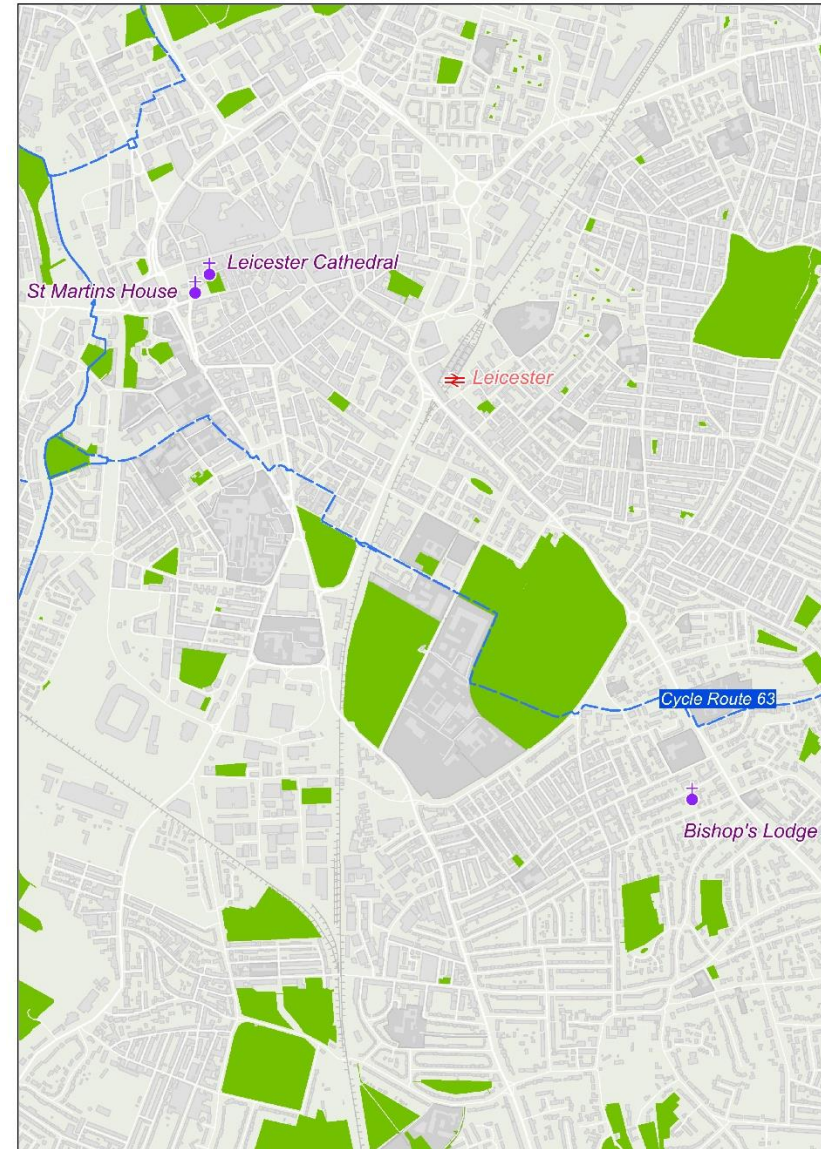 Leicester Cathedral
St Martins House
Leicester
Cycle Route 63
Bishop's Lodge